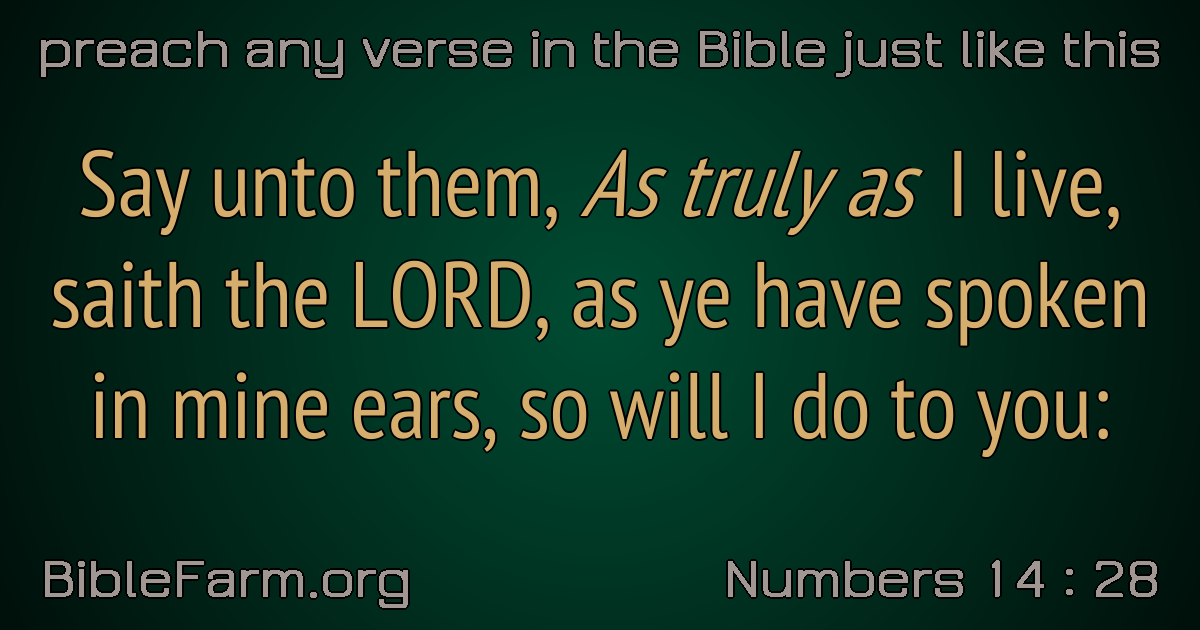 preach any verse in the Bible just like this
Say unto them, As truly as I live,
saith the LORD, as ye have spoken
in mine ears, so will I do to you:
BibleFarm.org
Numbers 14 : 28